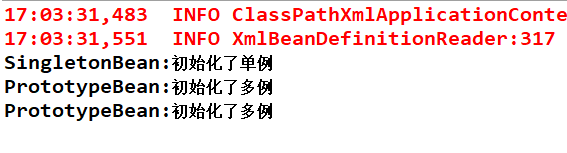 17:03:31,483  INFO ClassPathXmlApplicationConte
17:03:31,551  INFO XmlBeanDefinitionReader:317
SingletonBean:初始化了单例
PrototypeBean:初始化了多例
PrototypeBean:初始化了多例